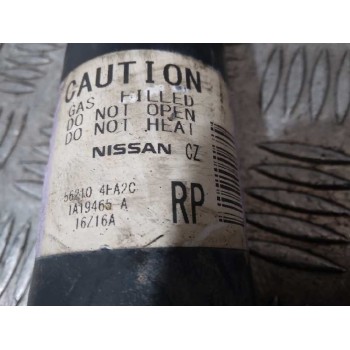 CAUTION
GAS FILLED
DO NOT OPEN
DO NOT HEAT
NISSAN CZ
56210 4EA2C
1A19465 A
16/16A
RP